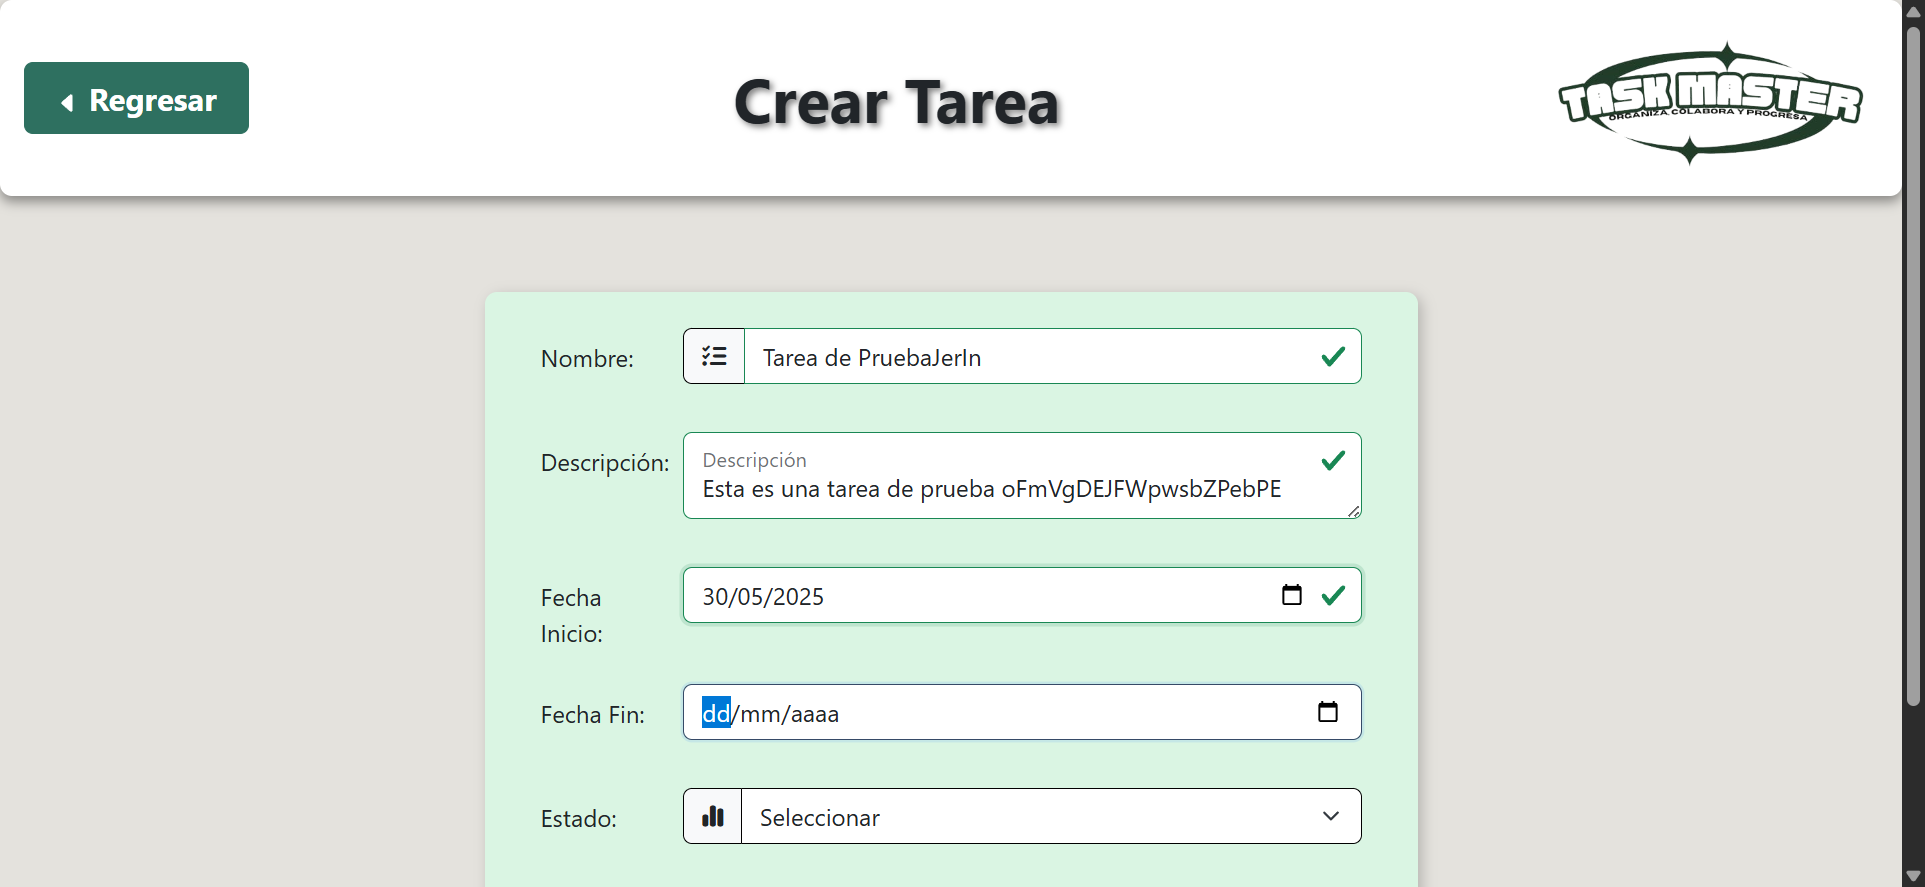 Regresar
Crear Tarea
TASK MASTER
ORGANIZA, COLABORA Y PROGRESA
Nombre:
Tarea de PruebaJerIn
Descripción:
Descripción
Esta es una tarea de prueba oFmVgDEJFWpwsbZPebPE
Fecha
Inicio:
30/05/2025
Fecha Fin:
dd/mm/aaaa
Estado:
Seleccionar